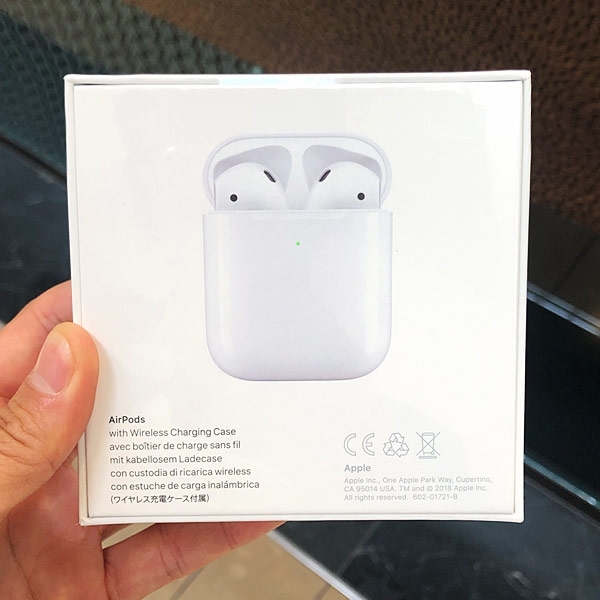 AirPods
with Wireless Charging Case
avec boîtier de charge sans fil
mit kabellosem Ladecase
con custodia di ricarica wireless
con estuche de carga inalámbrica
(ワイヤレス充電ケース付属)
CE
Apple
Apple Inc., One Apple Park Way, Cupertino,
CA 95014 USA. TM and © 2018 Apple Inc.
All rights reserved. 602-01721-B